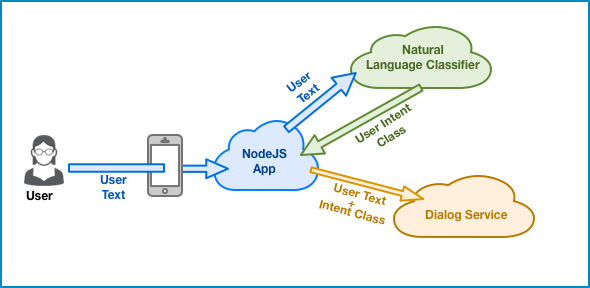 Natural
Language Classifier
User
Text
User Intent
Class
NodeJS
App
User
Text
User
User Text
+
Intent Class
Dialog Service